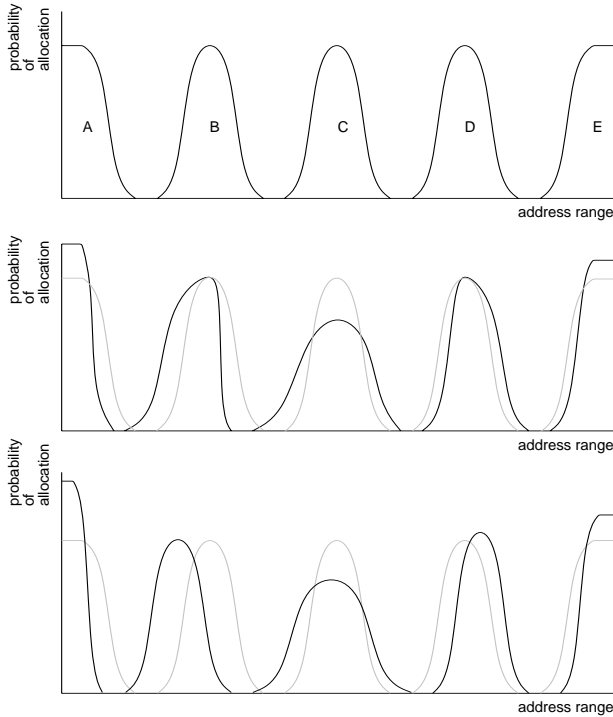 probability
of
allocation
A
B
C
D
E
address range
probability
of
allocation
address range
probability
of
allocation
address range